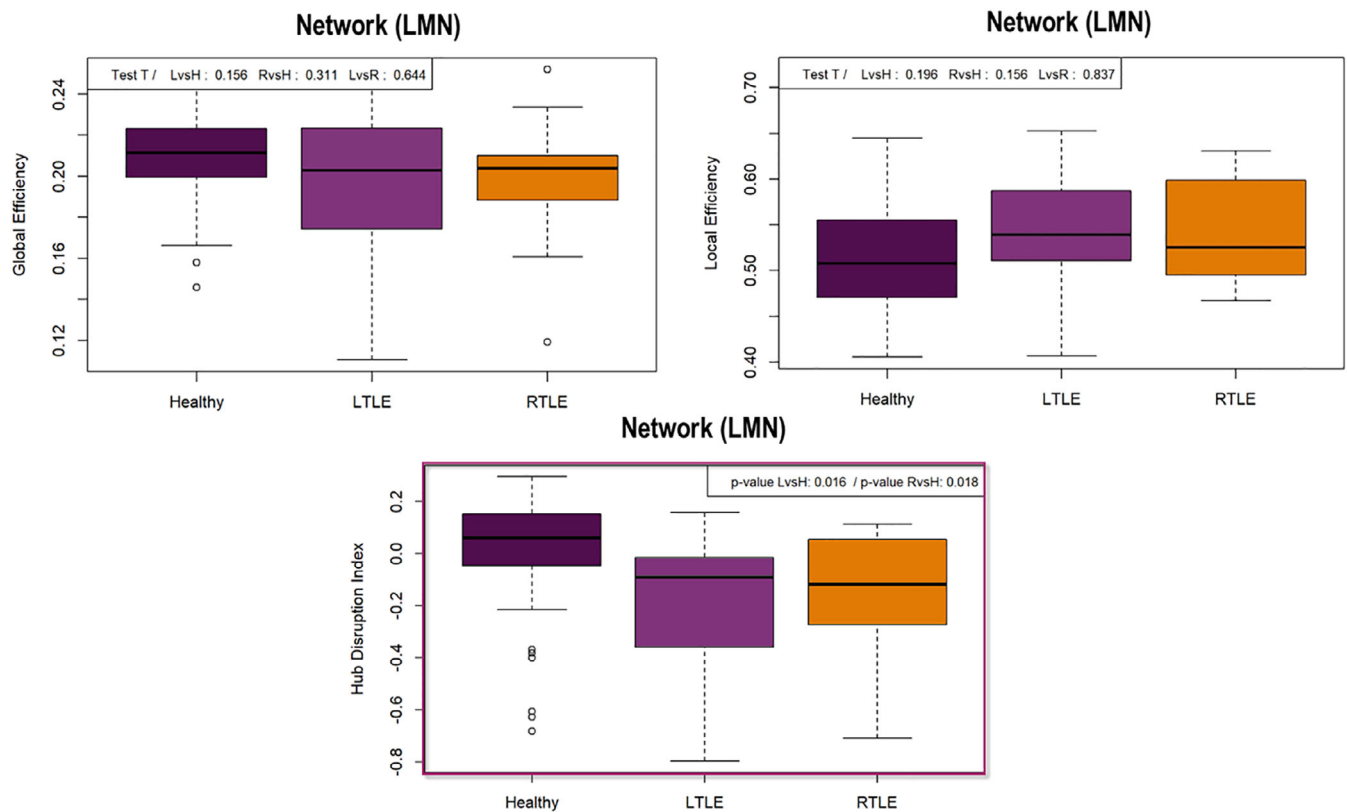 Network (LMN)
Test T / LvsH : 0.156 RvsH : 0.311 LvsR : 0.644
Global Efficiency
0.24
0.20
0.16
0.12
Healthy LTLE RTLE
Network (LMN)
Test T / LvsH : 0.196 RvsH : 0.156 LvsR : 0.837
Local Efficiency
0.70
0.60
0.50
0.40
Healthy LTLE RTLE
Network (LMN)
p-value LvsH: 0.016 / p-value RvsH: 0.018
Hub Disruption Index
0.2
0.0
-0.2
-0.4
-0.6
-0.8
Healthy LTLE RTLE